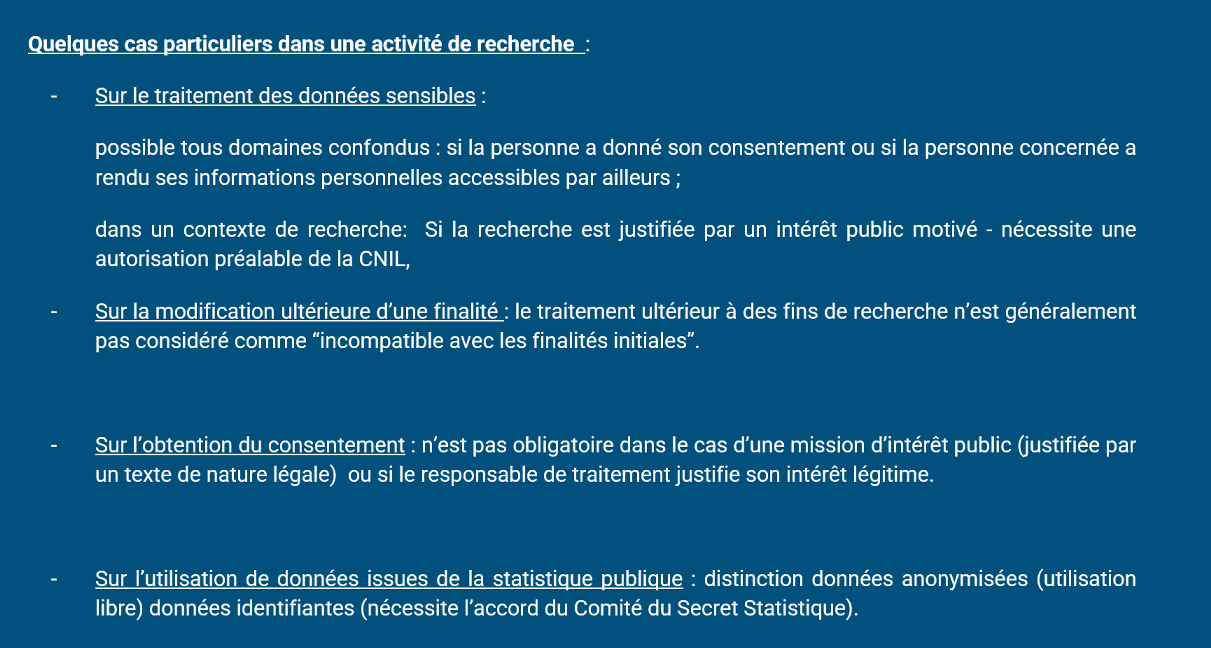 Quelques cas particuliers dans une activité de recherche :
- Sur le traitement des données sensibles :
possible tous domaines confondus : si la personne a donné son consentement ou si la personne concernée a
rendu ses informations personnelles accessibles par ailleurs ;
dans un contexte de recherche: Si la recherche est justifiée par un intérêt public motivé - nécessite une
autorisation préalable de la CNIL,
- Sur la modification ultérieure d’une finalité : le traitement ultérieur à des fins de recherche n’est généralement
pas considéré comme “incompatible avec les finalités initiales”.
- Sur l’obtention du consentement : n’est pas obligatoire dans le cas d’une mission d’intérêt public (justifiée par
un texte de nature légale) ou si le responsable de traitement justifie son intérêt légitime.
- Sur l’utilisation de données issues de la statistique publique : distinction données anonymisées (utilisation
libre) données identifiantes (nécessite l’accord du Comité du Secret Statistique).